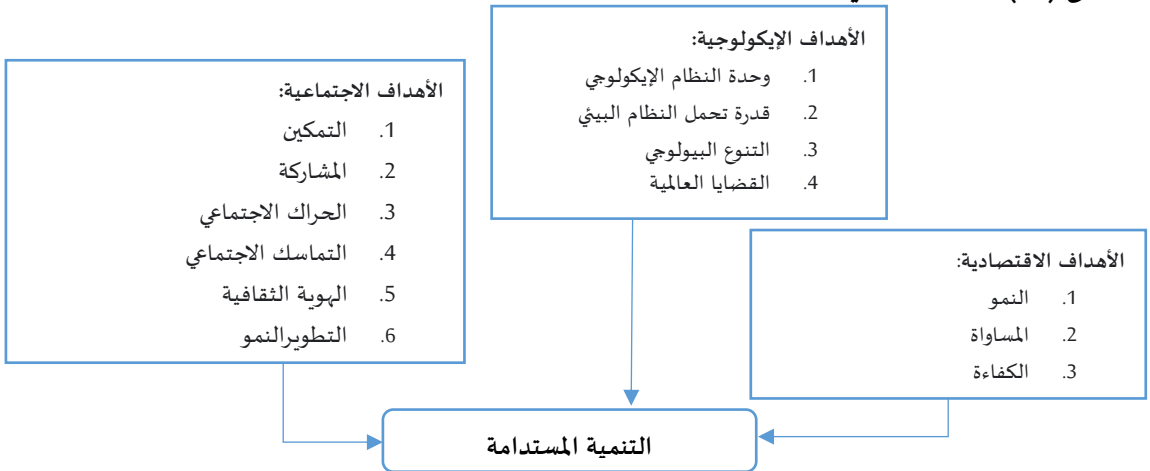 الأهداف الإيكولوجية:
1. وحدة النظام الإيكولوجي
2. قدرة تحمل النظام البيئي
3. التنوع البيولوجي
4. القضايا العالمية
الأهداف الاجتماعية:
1. التمكين
2. المشاركة
3. الحراك الاجتماعي
4. التماسك الاجتماعي
5. الهوية الثقافية
6. التطويرالنمو
الأهداف الاقتصادية:
1. النمو
2. المساواة
3. الكفاءة
التنمية المستدامة